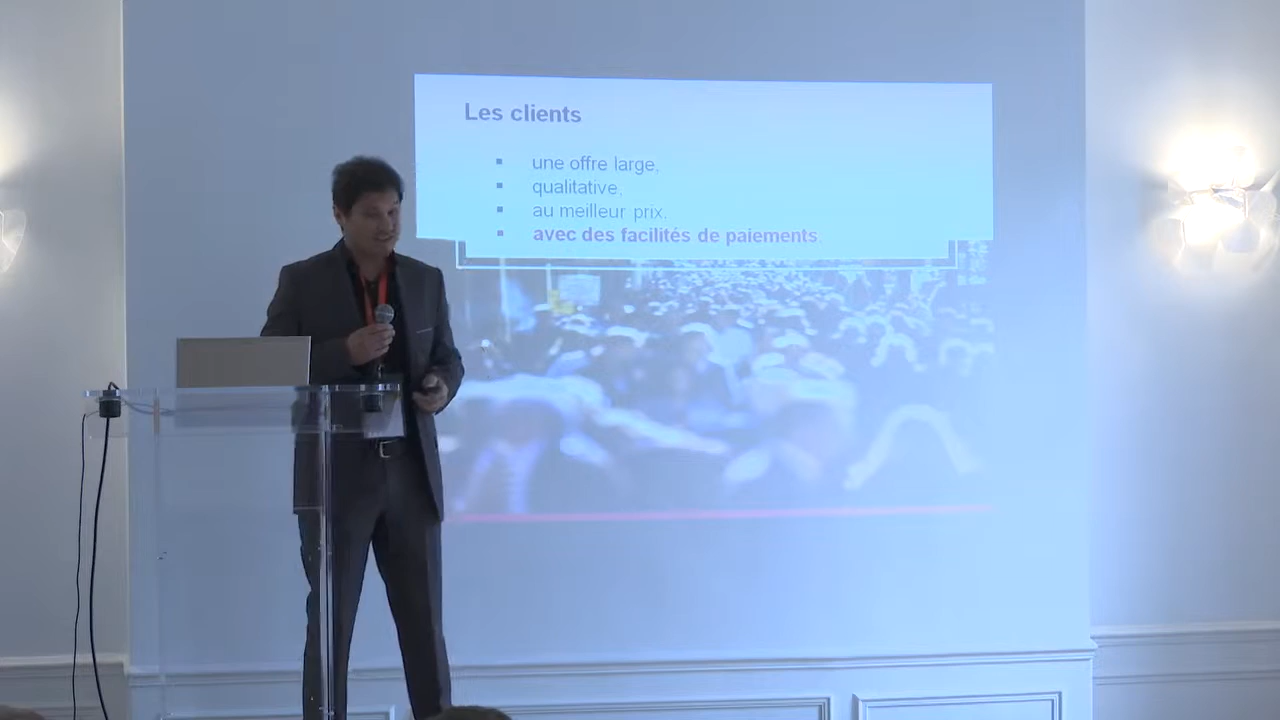 Les clients
▪ une offre large,
▪ qualitative,
▪ au meilleur prix.
▪ avec des facilités de paiements.